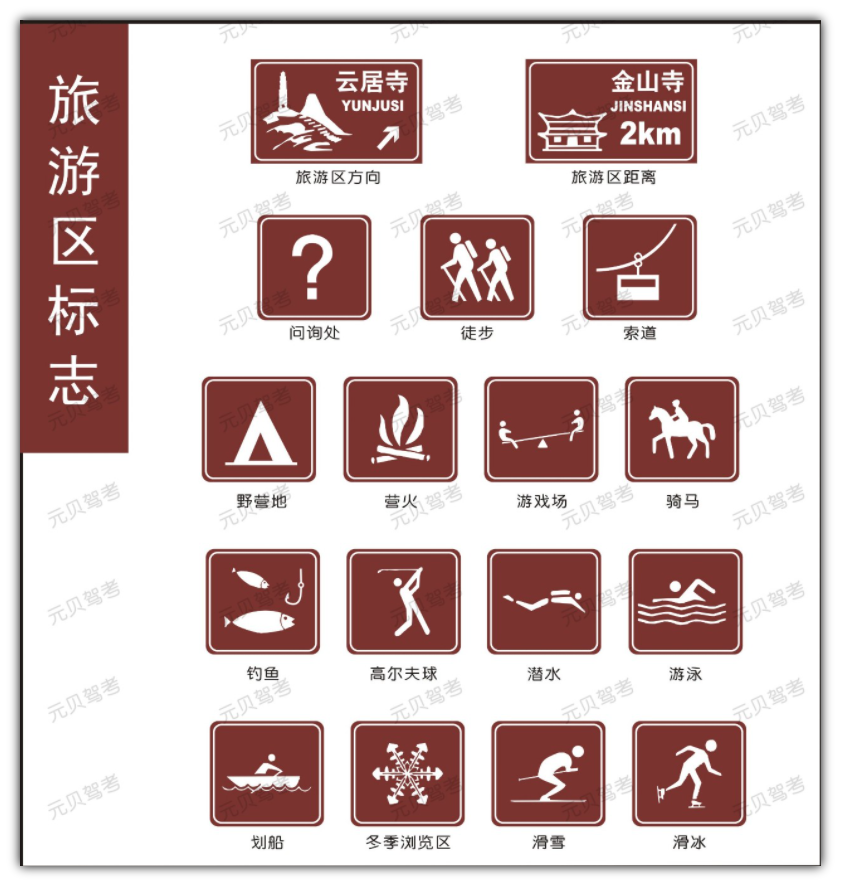 旅游区标志
云居寺
YUNJUSI
金山寺
JINSHANSI
2km
旅游区方向
旅游区距离
?
问询处
徒步
索道
野营地
营火
游戏场
骑马
钓鱼
高尔夫球
潜水
游泳
划船
冬季浏览区
滑雪
滑冰
元贝驾考